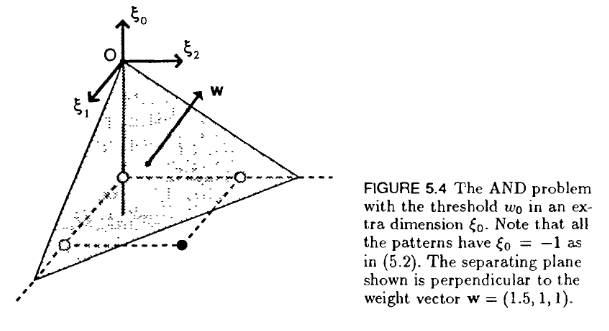 ξ0
O
ξ2
ξ1
w
FIGURE 5.4 The AND problem
with the threshold w0 in an ex-
tra dimension ξ0. Note that all
the patterns have ξ0 = −1 as
in (5.2). The separating plane
shown is perpendicular to the
weight vector w = (1.5, 1, 1).